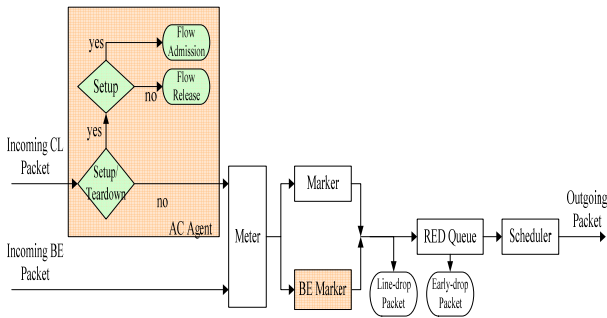 yes
Flow
Admission
Setup
no
Flow
Release
yes
Incoming CL
Packet
Setup/
Teardown
no
AC Agent
Incoming BE
Packet
Meter
Marker
BE Marker
Line-drop
Packet
RED Queue
Early-drop
Packet
Scheduler
Outgoing
Packet